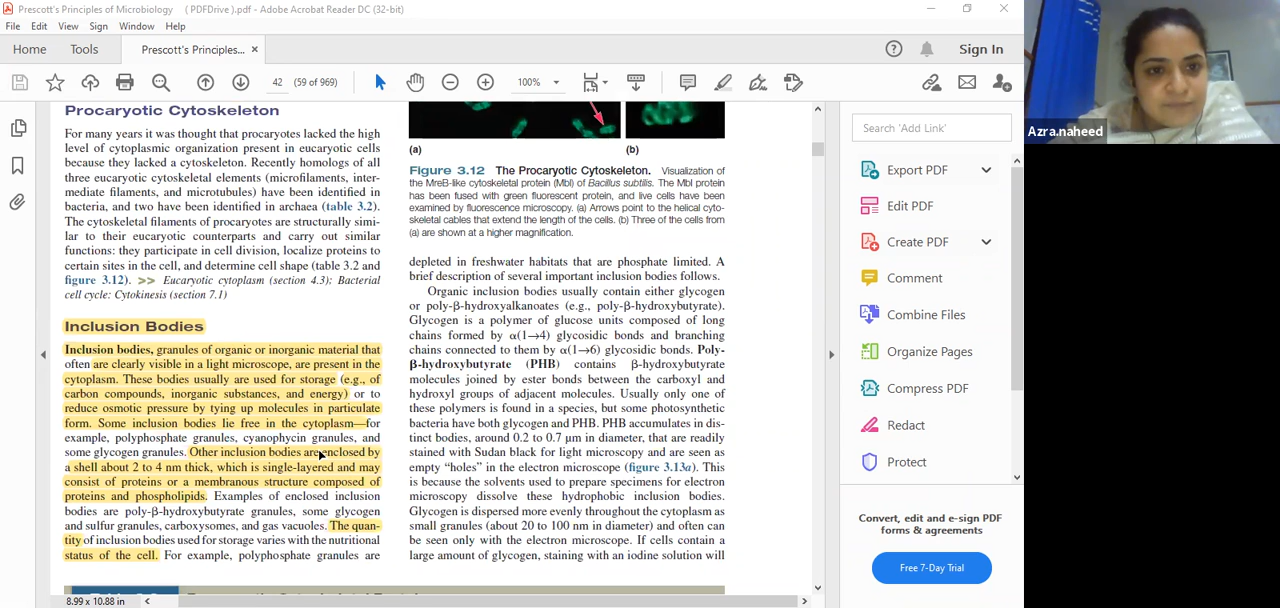 Prescott's Principles of Microbiology ( PDFDrive ).pdf - Adobe Acrobat Reader DC (32-bit)
File Edit View Sign Window Help
Home Tools Prescott's Principles... × Sign In
42 (59 of 969) 100%
Procaryotic Cytoskeleton
For many years it was thought that procaryotes lacked the high
level of cytoplasmic organization present in eucaryotic cells
because they lacked a cytoskeleton. Recently homologs of all
three eucaryotic cytoskeletal elements (microfilaments, inter-
mediate filaments, and microtubules) have been identified in
bacteria, and two have been identified in archaea (table 3.2).
The cytoskeletal filaments of procaryotes are structurally simi-
lar to their eucaryotic counterparts and carry out similar
functions: they participate in cell division, localize proteins to
certain sites in the cell, and determine cell shape (table 3.2 and
figure 3.12). >> Eucaryotic cytoplasm (section 4.3); Bacterial
cell cycle: Cytokinesis (section 7.1)
Inclusion Bodies
Inclusion bodies, granules of organic or inorganic material that
often are clearly visible in a light microscope, are present in the
cytoplasm. These bodies usually are used for storage (e.g., of
carbon compounds, inorganic substances, and energy) or to
reduce osmotic pressure by tying up molecules in particulate
form. Some inclusion bodies lie free in the cytoplasm—for
example, polyphosphate granules, cyanophycin granules, and
some glycogen granules. Other inclusion bodies are enclosed by
a shell about 2 to 4 nm thick, which is single-layered and may
consist of proteins or a membranous structure composed of
proteins and phospholipids. Examples of enclosed inclusion
bodies are poly-β-hydroxybutyrate granules, some glycogen
and sulfur granules, carboxysomes, and gas vacuoles. The quan-
tity of inclusion bodies used for storage varies with the nutritional
status of the cell. For example, polyphosphate granules are
(a) (b)
Figure 3.12 The Procaryotic Cytoskeleton. Visualization of
the MreB-like cytoskeletal protein (Mbl) of Bacillus subtilis. The Mbl protein
has been fused with green fluorescent protein, and live cells have been
examined by fluorescence microscopy. (a) Arrows point to the helical cyto-
skeletal cables that extend the length of the cells. (b) Three of the cells from
(a) are shown at a higher magnification.
depleted in freshwater habitats that are phosphate limited. A
brief description of several important inclusion bodies follows.
Organic inclusion bodies usually contain either glycogen
or poly-β-hydroxyalkanoates (e.g., poly-β-hydroxybutyrate).
Glycogen is a polymer of glucose units composed of long
chains formed by α(1→4) glycosidic bonds and branching
chains connected to them by α(1→6) glycosidic bonds. Poly-
β-hydroxybutyrate (PHB) contains β-hydroxybutyrate
molecules joined by ester bonds between the carboxyl and
hydroxyl groups of adjacent molecules. Usually only one of
these polymers is found in a species, but some photosynthetic
bacteria have both glycogen and PHB. PHB accumulates in dis-
tinct bodies, around 0.2 to 0.7 μm in diameter, that are readily
stained with Sudan black for light microscopy and are seen as
empty “holes” in the electron microscope (figure 3.13a). This
is because the solvents used to prepare specimens for electron
microscopy dissolve these hydrophobic inclusion bodies.
Glycogen is dispersed more evenly throughout the cytoplasm as
small granules (about 20 to 100 nm in diameter) and often can
be seen only with the electron microscope. If cells contain a
large amount of glycogen, staining with an iodine solution will
8.99 x 10.88 in
Search 'Add Link'
Export PDF
Edit PDF
Create PDF
Comment
Combine Files
Organize Pages
Compress PDF
Redact
Protect
Convert, edit and e-sign PDF
forms & agreements
Free 7-Day Trial
Azra.naheed